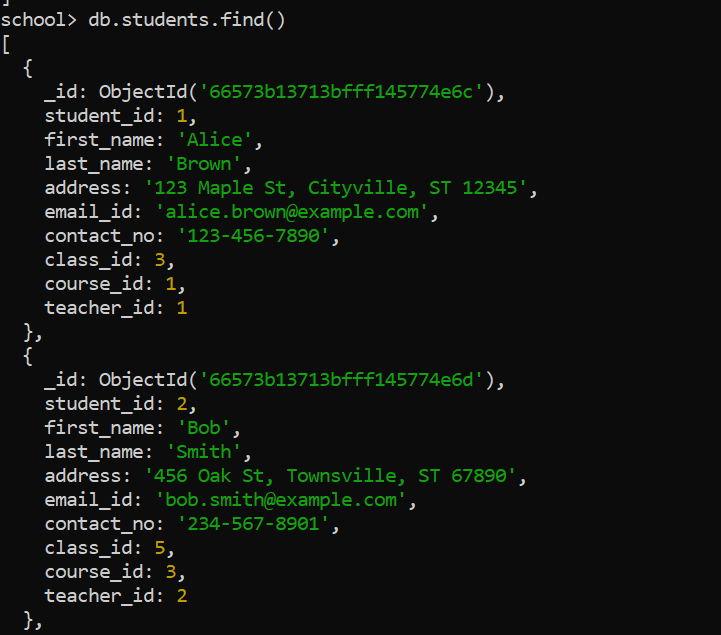 ]
school> db.students.find()
[
  {
    _id: ObjectId('66573b13713bfff145774e6c'),
    student_id: 1,
    first_name: 'Alice',
    last_name: 'Brown',
    address: '123 Maple St, Cityville, ST 12345',
    email_id: 'alice.brown@example.com',
    contact_no: '123-456-7890',
    class_id: 3,
    course_id: 1,
    teacher_id: 1
  },
  {
    _id: ObjectId('66573b13713bfff145774e6d'),
    student_id: 2,
    first_name: 'Bob',
    last_name: 'Smith',
    address: '456 Oak St, Townsville, ST 67890',
    email_id: 'bob.smith@example.com',
    contact_no: '234-567-8901',
    class_id: 5,
    course_id: 3,
    teacher_id: 2
  },